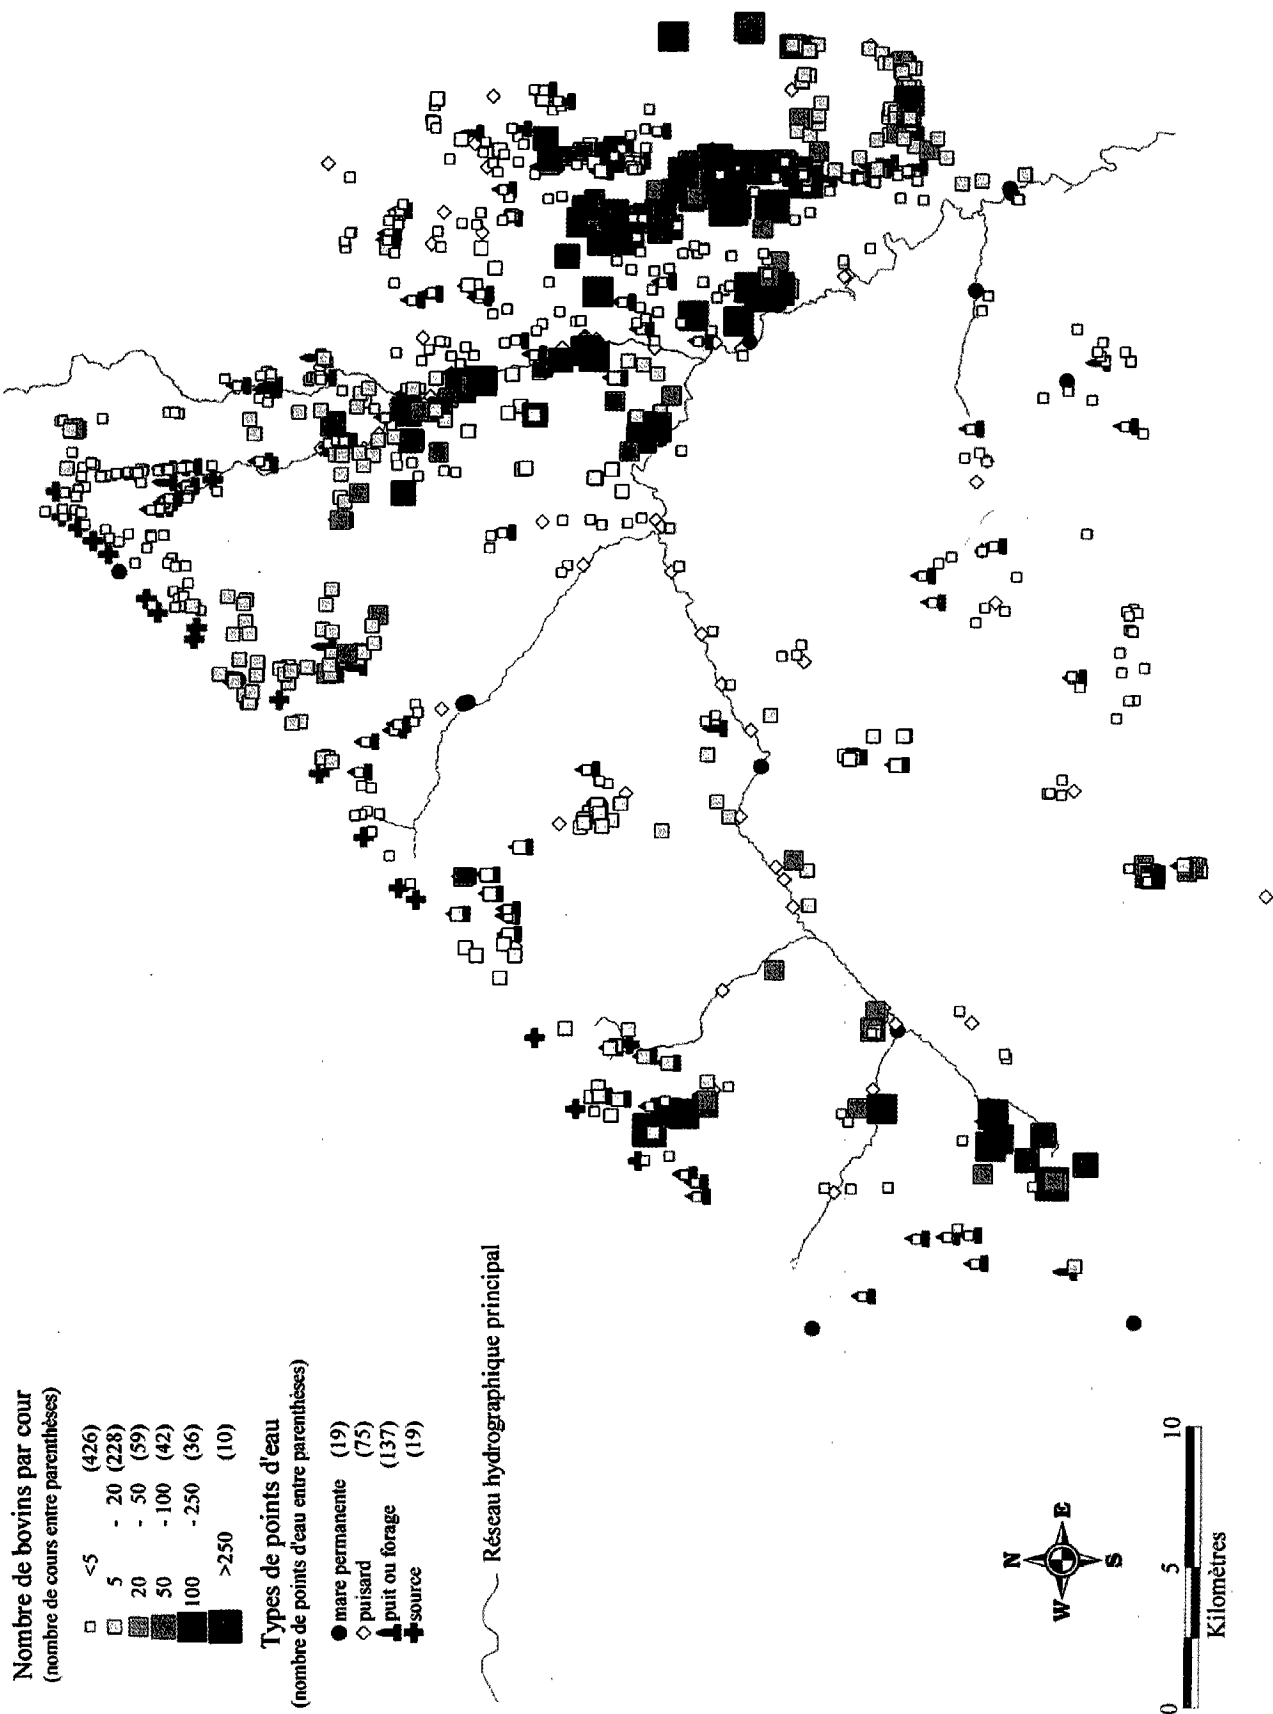 Nombre de bovins par cour
(nombre de cours entre parenthèses)
<5 (426)
5 - 20 (228)
20 - 50 (59)
50 -100 (42)
100 - 250 (36)
>250 (10)
Types de points d'eau
(nombre de points d'eau entre parenthèses)
mare permanente (19)
puisard (75)
puit ou forage (137)
source (19)
Réseau hydrographique principal
N
W E
S
0 5 10
Kilomètres